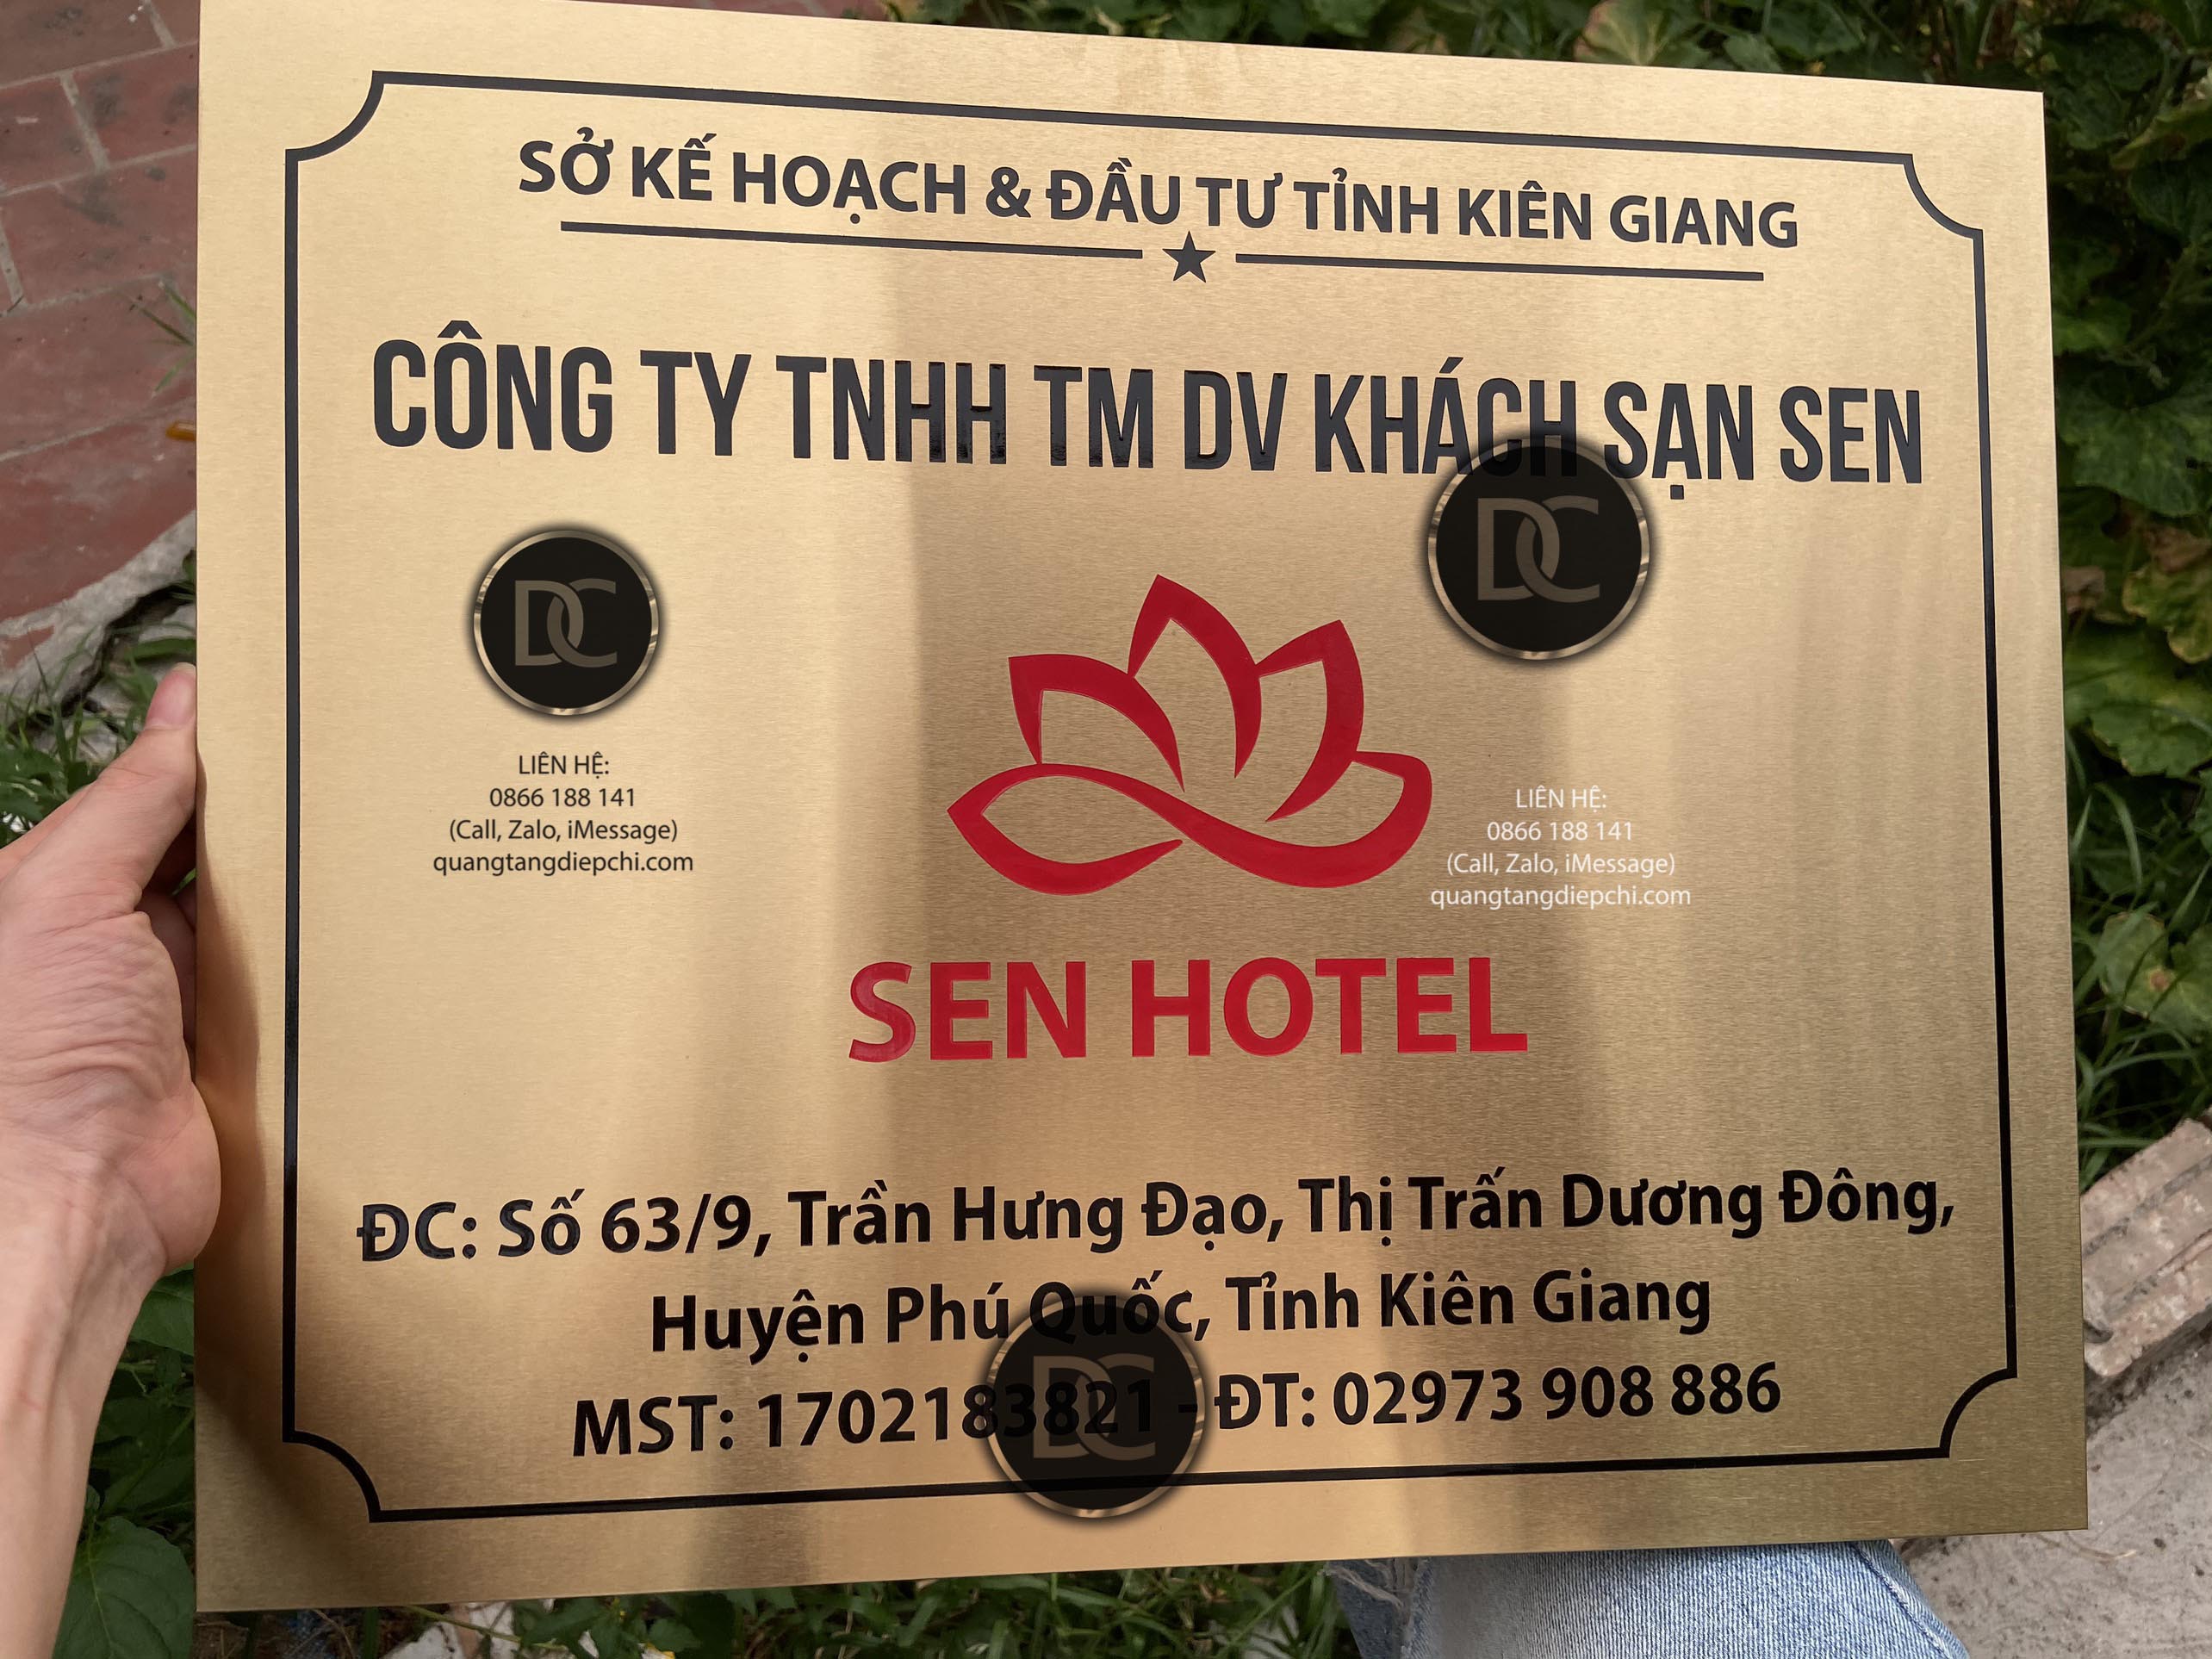 SỞ KẾ HOẠCH & ĐẦU TƯ TỈNH KIÊN GIANG
CÔNG TY TNHH TM DV KHÁCH SẠN SEN
DC
DC
LIÊN HỆ:
0866 188 141
(Call, Zalo, iMessage)
quangtangdiepchi.com
LIÊN HỆ:
0866 188 141
(Call, Zalo, iMessage)
quangtangdiepchi.com
SEN HOTEL
ĐC: Số 63/9, Trần Hưng Đạo, Thị Trấn Dương Đông,
Huyện Phú Quốc, Tỉnh Kiên Giang
MST: 1702183821 - ĐT: 02973 908 886
DC